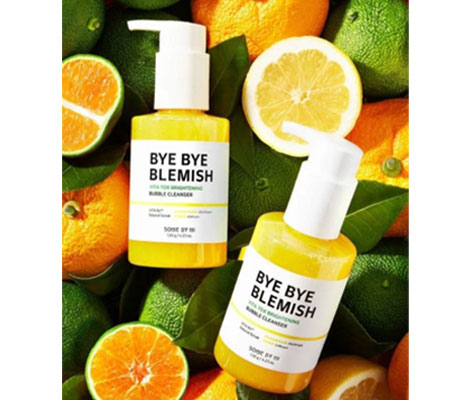 BYE BYE
BLEMISH
VITA TOX BRIGHTENING
BUBBLE CLEANSER
SOME BY MI
BYE BYE
BLEMISH
VITA TOX BRIGHTENING
BUBBLE CLEANSER
SOME BY MI